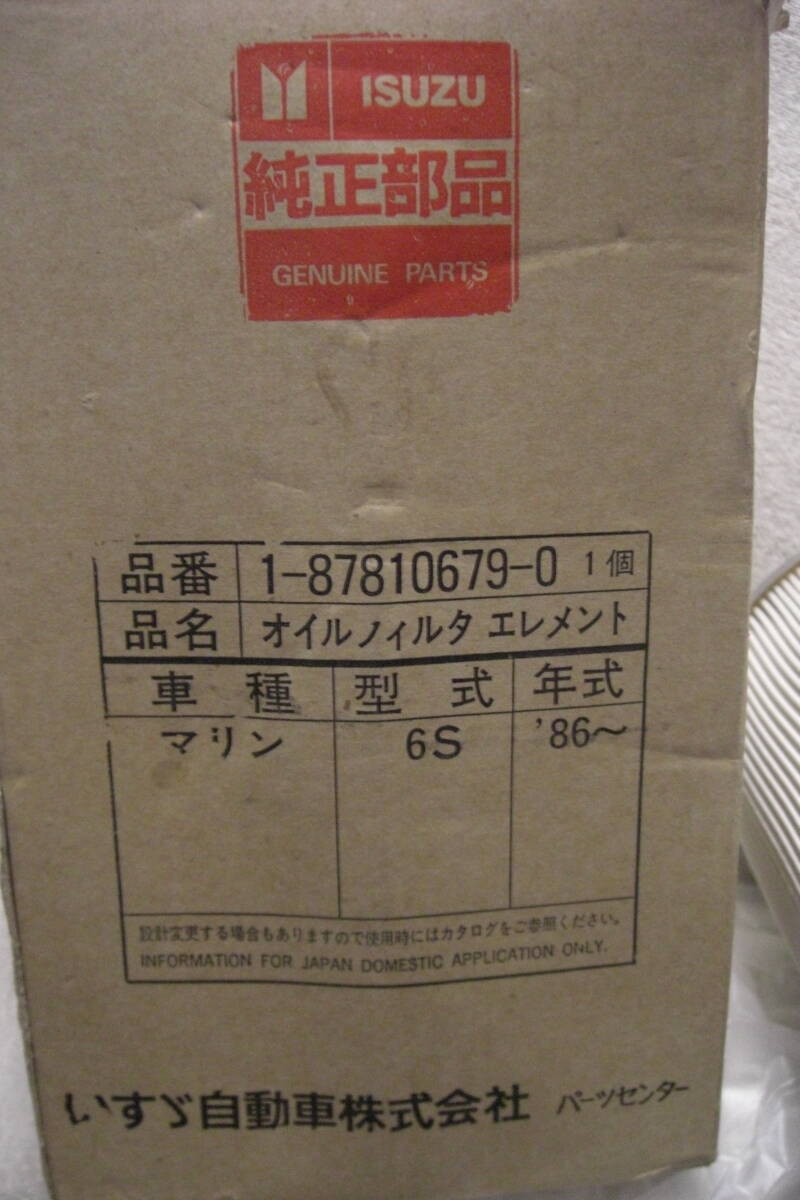 ISUZU
純正部品
GENUINE PARTS
品番 1-87810679-0 1個
品名 オイルフィルタ エレメント
車種 型式 年式
マリン 6S '86～
設計変更する場合もありますので使用時にはカタログをご参照ください。
INFORMATION FOR JAPAN DOMESTIC APPLICATION ONLY.
いすゞ自動車株式会社 パーツセンター